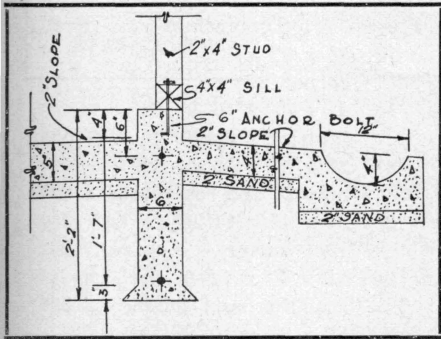 2"x4" STUD
2" SLOPE
4"x4" SILL
6" ANCHOR BOLT
2" SLOPE
12"
4"
6"
5"
4"
4"
2" SAND
6
2" SAND
2'-2"
1'-7"
3"